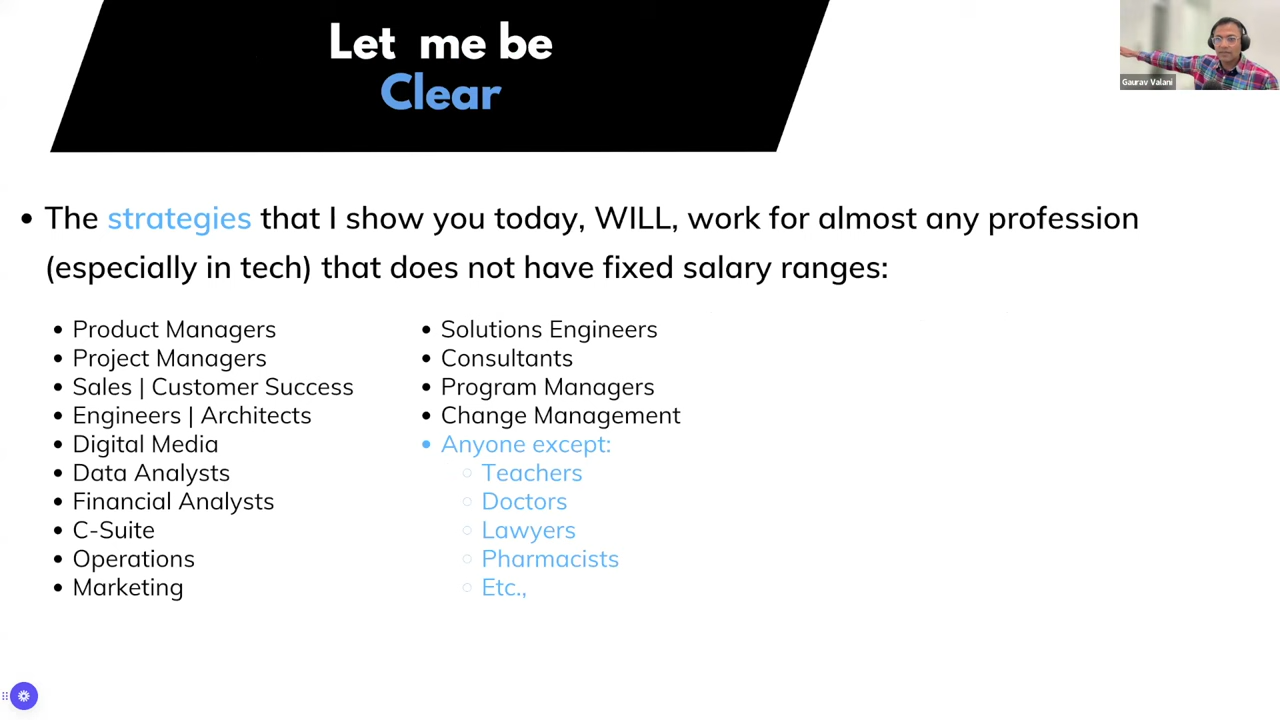 Let me be
Clear
Gaurav Valani
The strategies that I show you today, WILL, work for almost any profession
(especially in tech) that does not have fixed salary ranges:
Product Managers
Project Managers
Sales | Customer Success
Engineers | Architects
Digital Media
Data Analysts
Financial Analysts
C-Suite
Operations
Marketing
Solutions Engineers
Consultants
Program Managers
Change Management
Anyone except:
Teachers
Doctors
Lawyers
Pharmacists
Etc.,